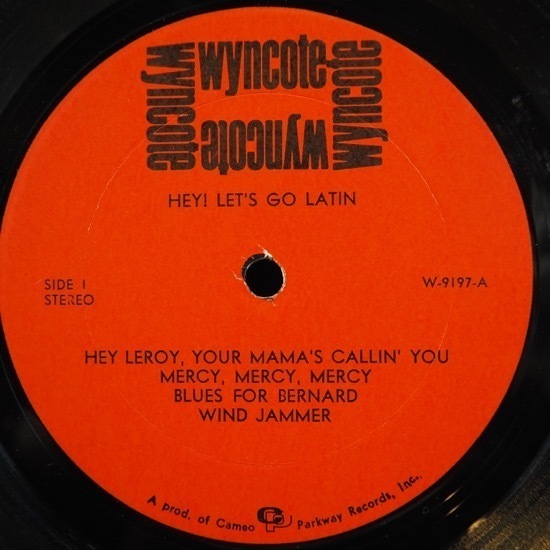 wyncote
wyncote
wyncote
wyncote
HEY! LET'S GO LATIN
SIDE 1
STEREO
W-9197-A
HEY LEROY, YOUR MAMA'S CALLIN' YOU
MERCY, MERCY, MERCY
BLUES FOR BERNARD
WIND JAMMER
A prod. of Cameo CP Parkway Records, Inc.